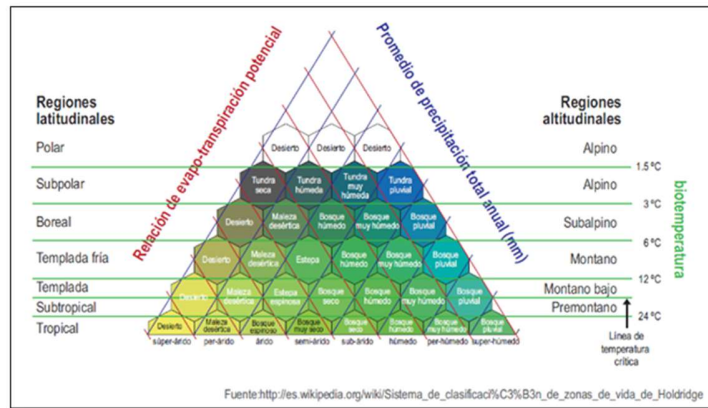 Relación de evapo-transpiración potencial
Promedio de precipitación total anual (mm)
Regiones
latitudinales
Regiones
altitudinales
Polar
Desierto
Desierto
Desierto
Alpino
1.5 ºC
Subpolar
Tundra
seca
Tundra
húmeda
Tundra
muy
húmeda
Tundra
pluvial
Alpino
3 ºC
Boreal
Desierto
Maleza
desértica
Bosque
húmedo
Bosque
muy húmedo
Bosque
pluvial
Subalpino
6 ºC
Templada fría
Desierto
Maleza
desértica
Estepa
Bosque
húmedo
Bosque
muy húmedo
Bosque
pluvial
Montano
12 ºC
Templada
Desierto
Maleza
desértica
Estepa
espinosa
Bosque
seco
Bosque
húmedo
Bosque
muy húmedo
Bosque
pluvial
Montano bajo
Subtropical
Premontano
24 ºC
Tropical
Desierto
Maleza
desértica
Bosque
espinoso
Bosque
muy seco
Bosque
seco
Bosque
húmedo
Bosque
muy húmedo
Bosque
pluvial
súper-árido
per-árido
árido
semi-árido
sub-árido
húmedo
per-húmedo
super-húmedo
biotemperatura
Línea de
temperatura
crítica
Fuente:http://es.wikipedia.org/wiki/Sistema_de_clasificaci%C3%B3n_de_zonas_de_vida_de_Holdridge